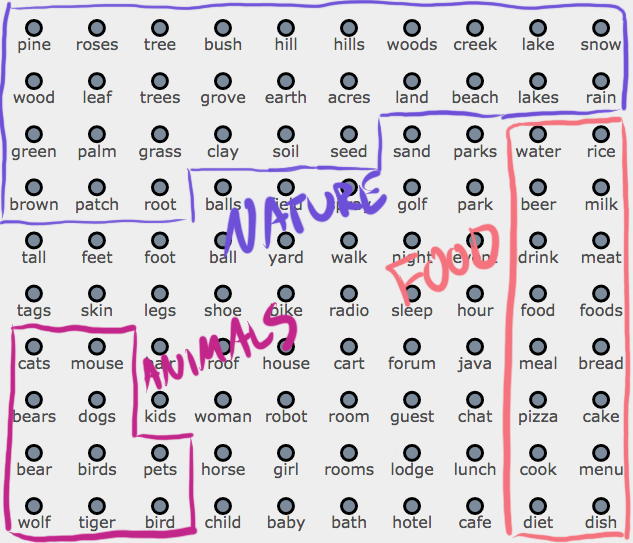 pine roses tree bush hill hills woods creek lake snow
wood leaf trees grove earth acres land beach lakes rain
green palm grass clay soil seed sand parks water rice
brown patch root balls field golf park beer milk
NATURE
tall feet foot ball yard walk night event drink meat
FOOD
tags skin legs shoe bike radio sleep hour food foods
ANIMALS
cats mouse hair roof house cart forum java meal bread
bears dogs kids woman robot room guest chat pizza cake
bear birds pets horse girl rooms lodge lunch cook menu
wolf tiger bird child baby bath hotel cafe diet dish